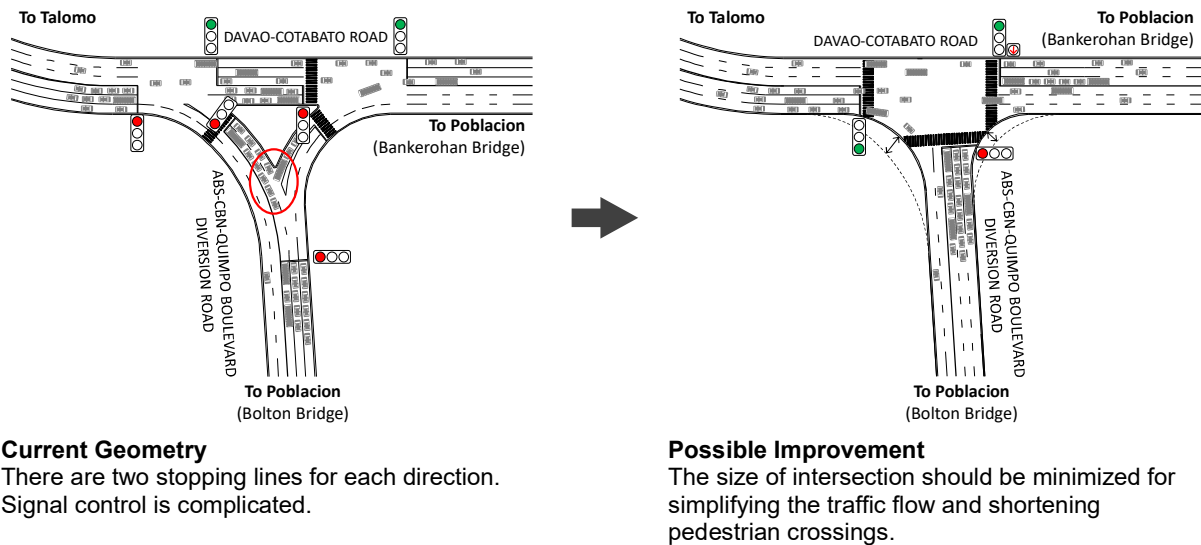 To Talomo
DAVAO-COTABATO ROAD
To Poblacion
(Bankerohan Bridge)
ABS-CBN-QUIMPO BOULEVARD
DIVERSION ROAD
To Poblacion
(Bolton Bridge)
Current Geometry
There are two stopping lines for each direction.
Signal control is complicated.
To Talomo
To Poblacion
(Bankerohan Bridge)
DAVAO-COTABATO ROAD
ABS-CBN-QUIMPO BOULEVARD
DIVERSION ROAD
To Poblacion
(Bolton Bridge)
Possible Improvement
The size of intersection should be minimized for
simplifying the traffic flow and shortening
pedestrian crossings.